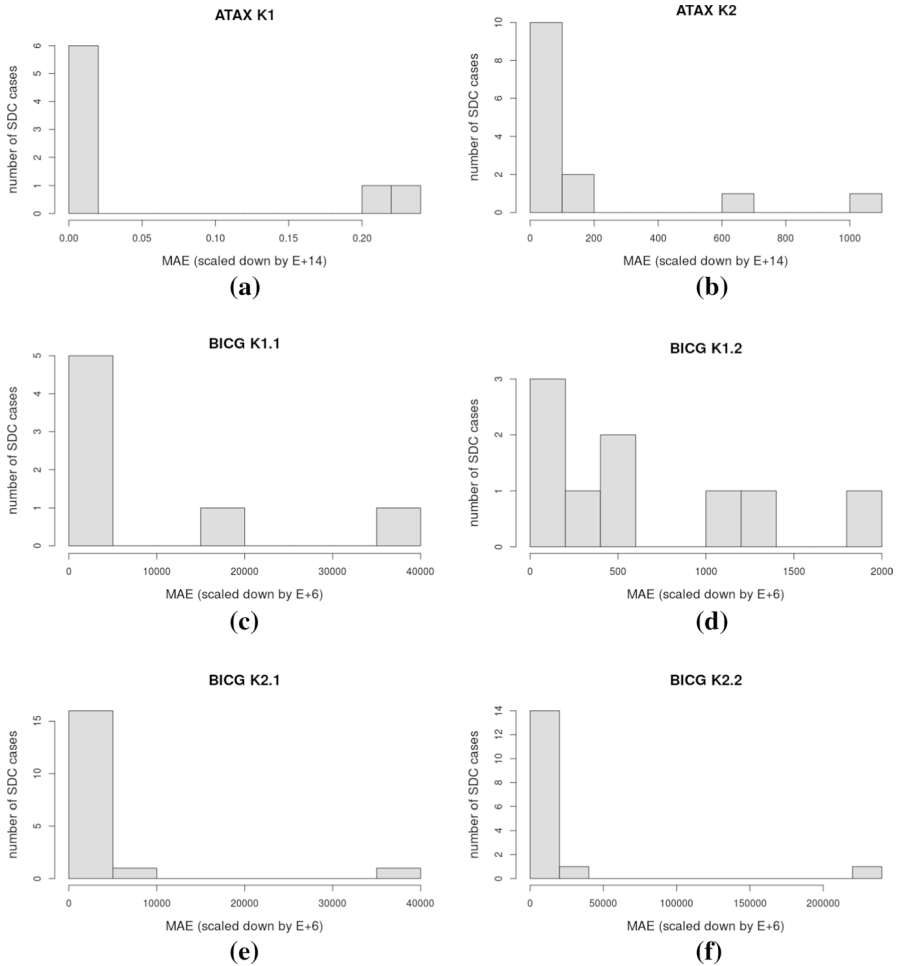 ATAX K1
number of SDC cases
0 1 2 3 4 5 6
0.00 0.05 0.10 0.15 0.20
MAE (scaled down by E+14)
(a)
ATAX K2
number of SDC cases
0 2 4 6 8 10
0 200 400 600 800 1000
MAE (scaled down by E+14)
(b)
BICG K1.1
number of SDC cases
0 1 2 3 4 5
0 10000 20000 30000 40000
MAE (scaled down by E+6)
(c)
BICG K1.2
number of SDC cases
0 1 2 3
0 500 1000 1500 2000
MAE (scaled down by E+6)
(d)
BICG K2.1
number of SDC cases
0 5 10 15
0 10000 20000 30000 40000
MAE (scaled down by E+6)
(e)
BICG K2.2
number of SDC cases
0 2 4 6 8 10 12 14
0 50000 100000 150000 200000
MAE (scaled down by E+6)
(f)